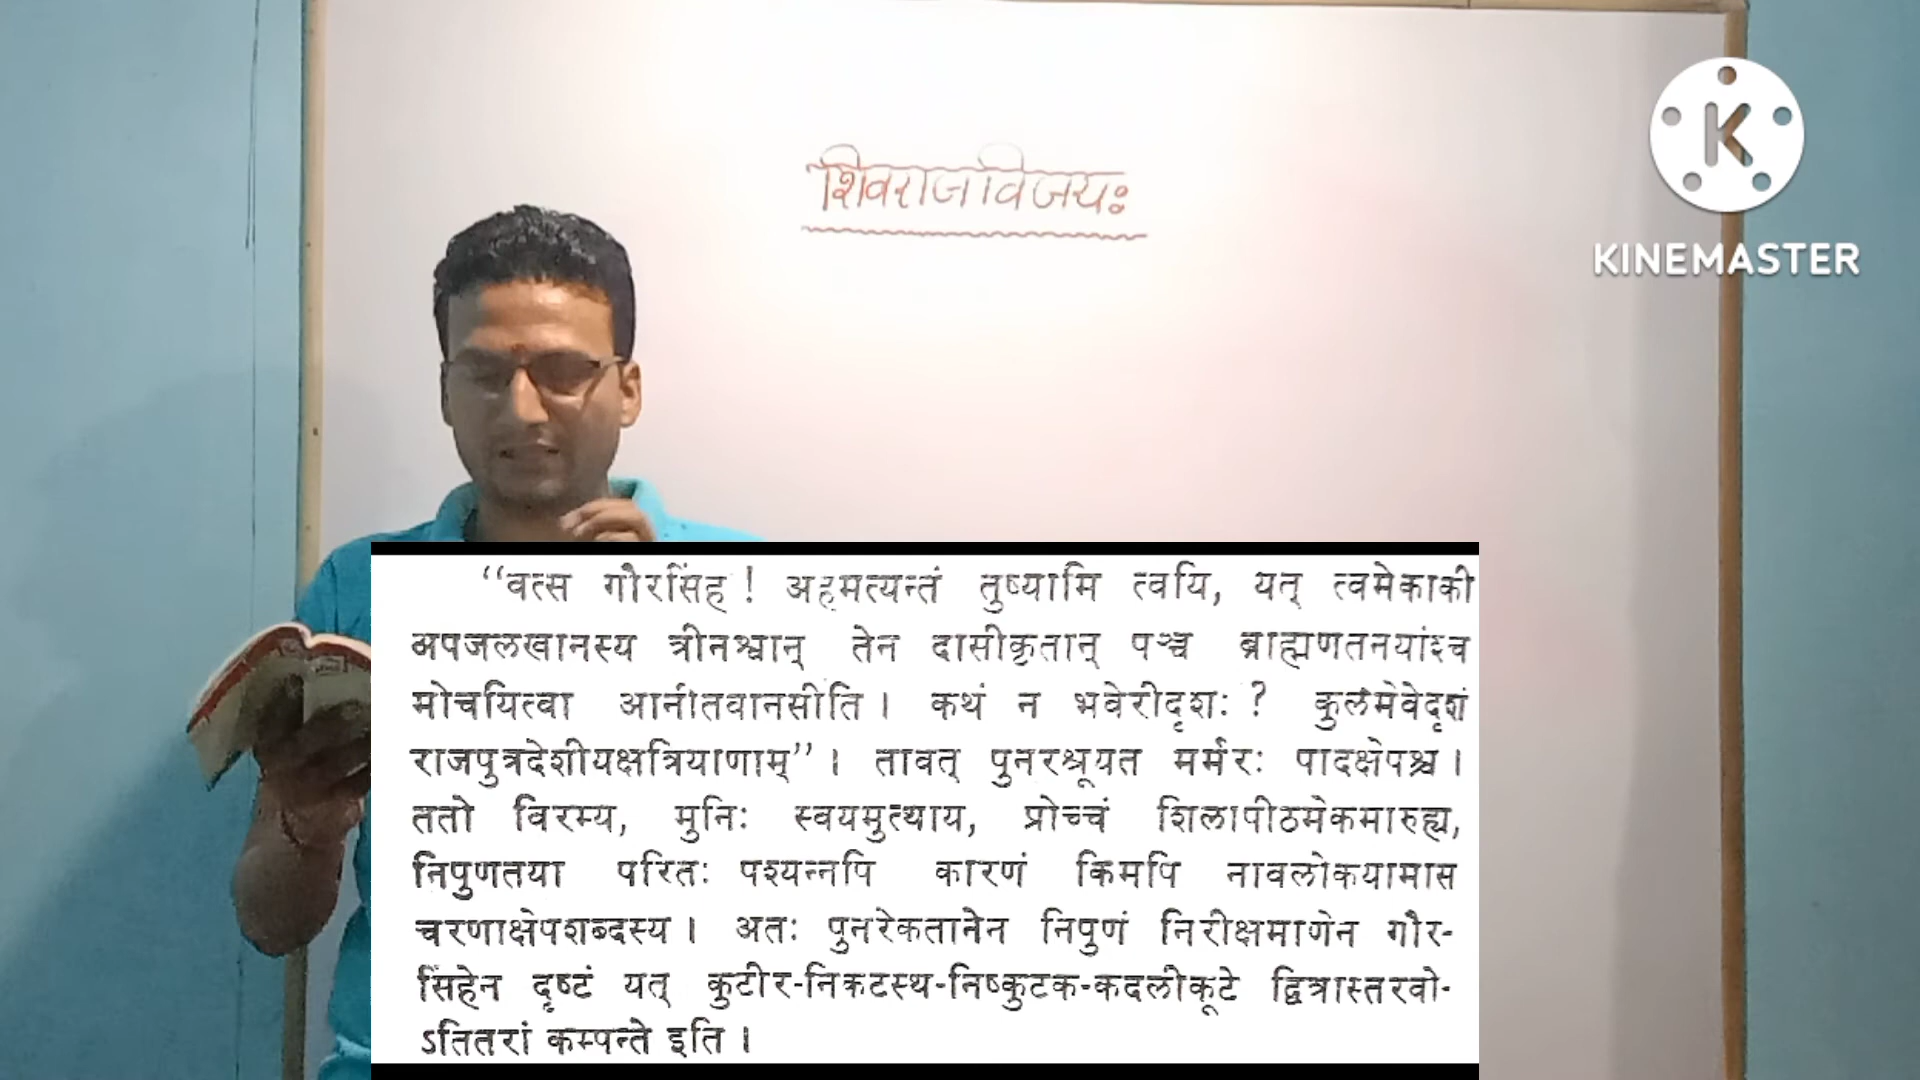 शिवराजविजयः
K
KINEMASTER
“वत्स गौरसिंह ! अहमत्यन्तं तुष्यामि त्वयि, यत् त्वमेकाकी
अपजलखानस्य त्रीनश्वान् तेन दासीकृतान् पञ्च ब्राह्मणतनयांश्च
मोचयित्वा आनीतवानसीति । कथं न भवेरीदृशः ? कुलमेवेदृशं
राजपुत्रदेशीयक्षत्रियाणाम्” । तावत् पुनरश्रूयत मर्मरः पादक्षेपश्च ।
ततो विरम्य, मुनिः स्वयमुत्थाय, प्रोच्चं शिलापीठमेकमारुह्य,
निपुणतया परितः पश्यन्नपि कारणं किमपि नावलोकयामास
चरणाक्षेपशब्दस्य । अतः पुनरेकतानेन निपुणं निरीक्षमाणेन गौर-
सिंहेन दृष्टं यत् कुटीर-निकटस्थ-निष्कुटक-कदलीकूटे द्वित्रास्तरवो-
ऽतितरां कम्पन्ते इति ।